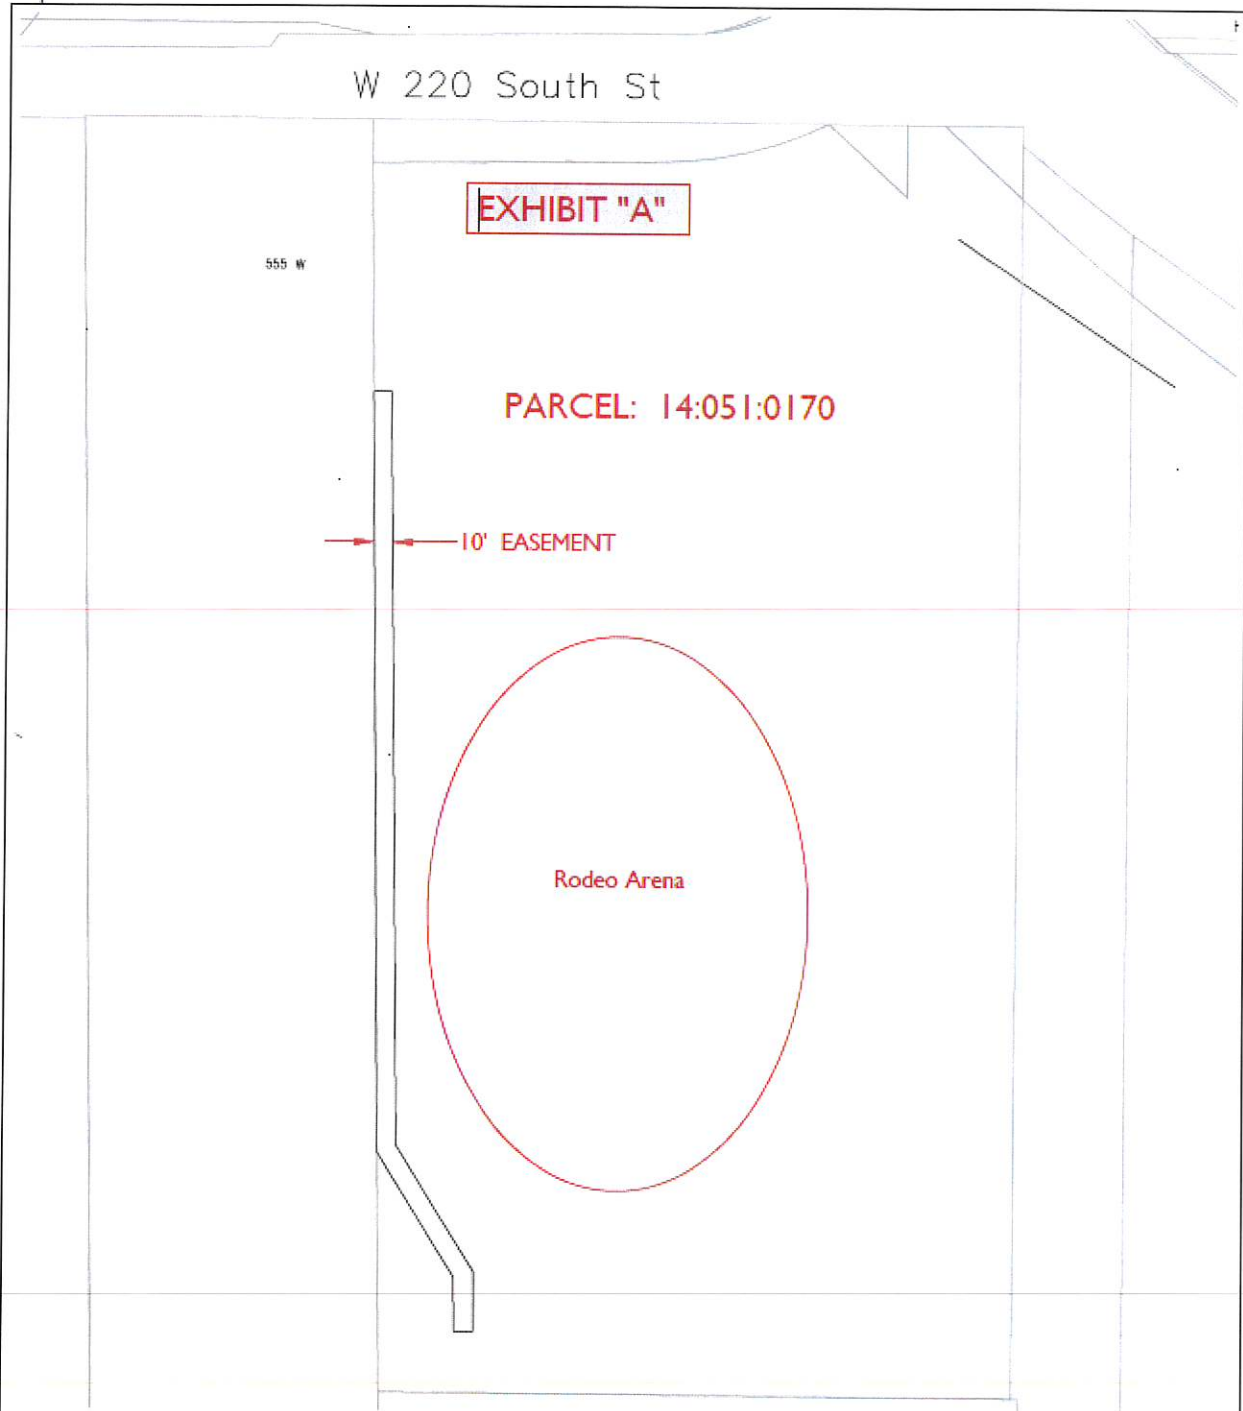 W 220 South St
EXHIBIT "A"
555 W
PARCEL: 14:051:0170
10' EASEMENT
Rodeo Arena